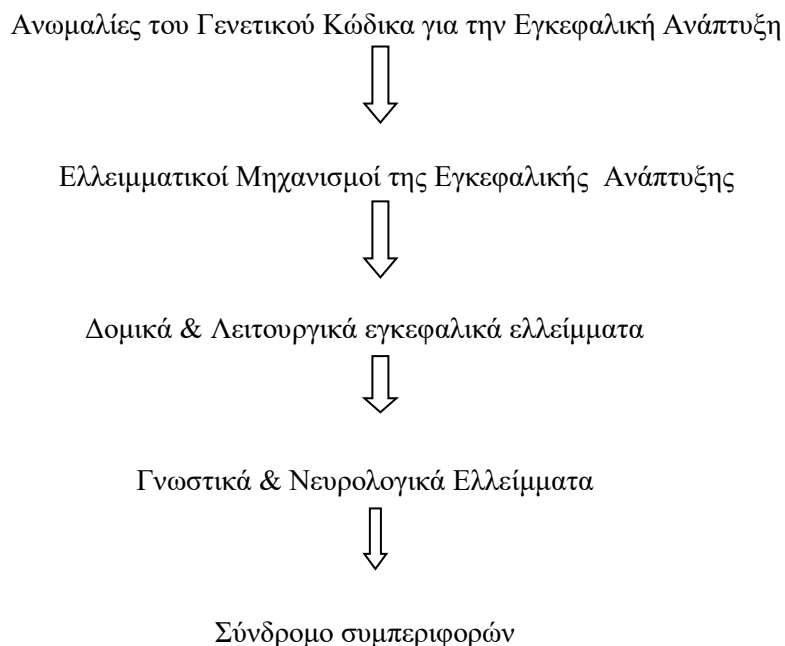 Ανωμαλίες του Γενετικού Κώδικα για την Εγκεφαλική Ανάπτυξη
Ελλειμματικοί Μηχανισμοί της Εγκεφαλικής Ανάπτυξης
Δομικά & Λειτουργικά εγκεφαλικά ελλείμματα
Γνωστικά & Νευρολογικά Ελλείμματα
Σύνδρομο συμπεριφορών